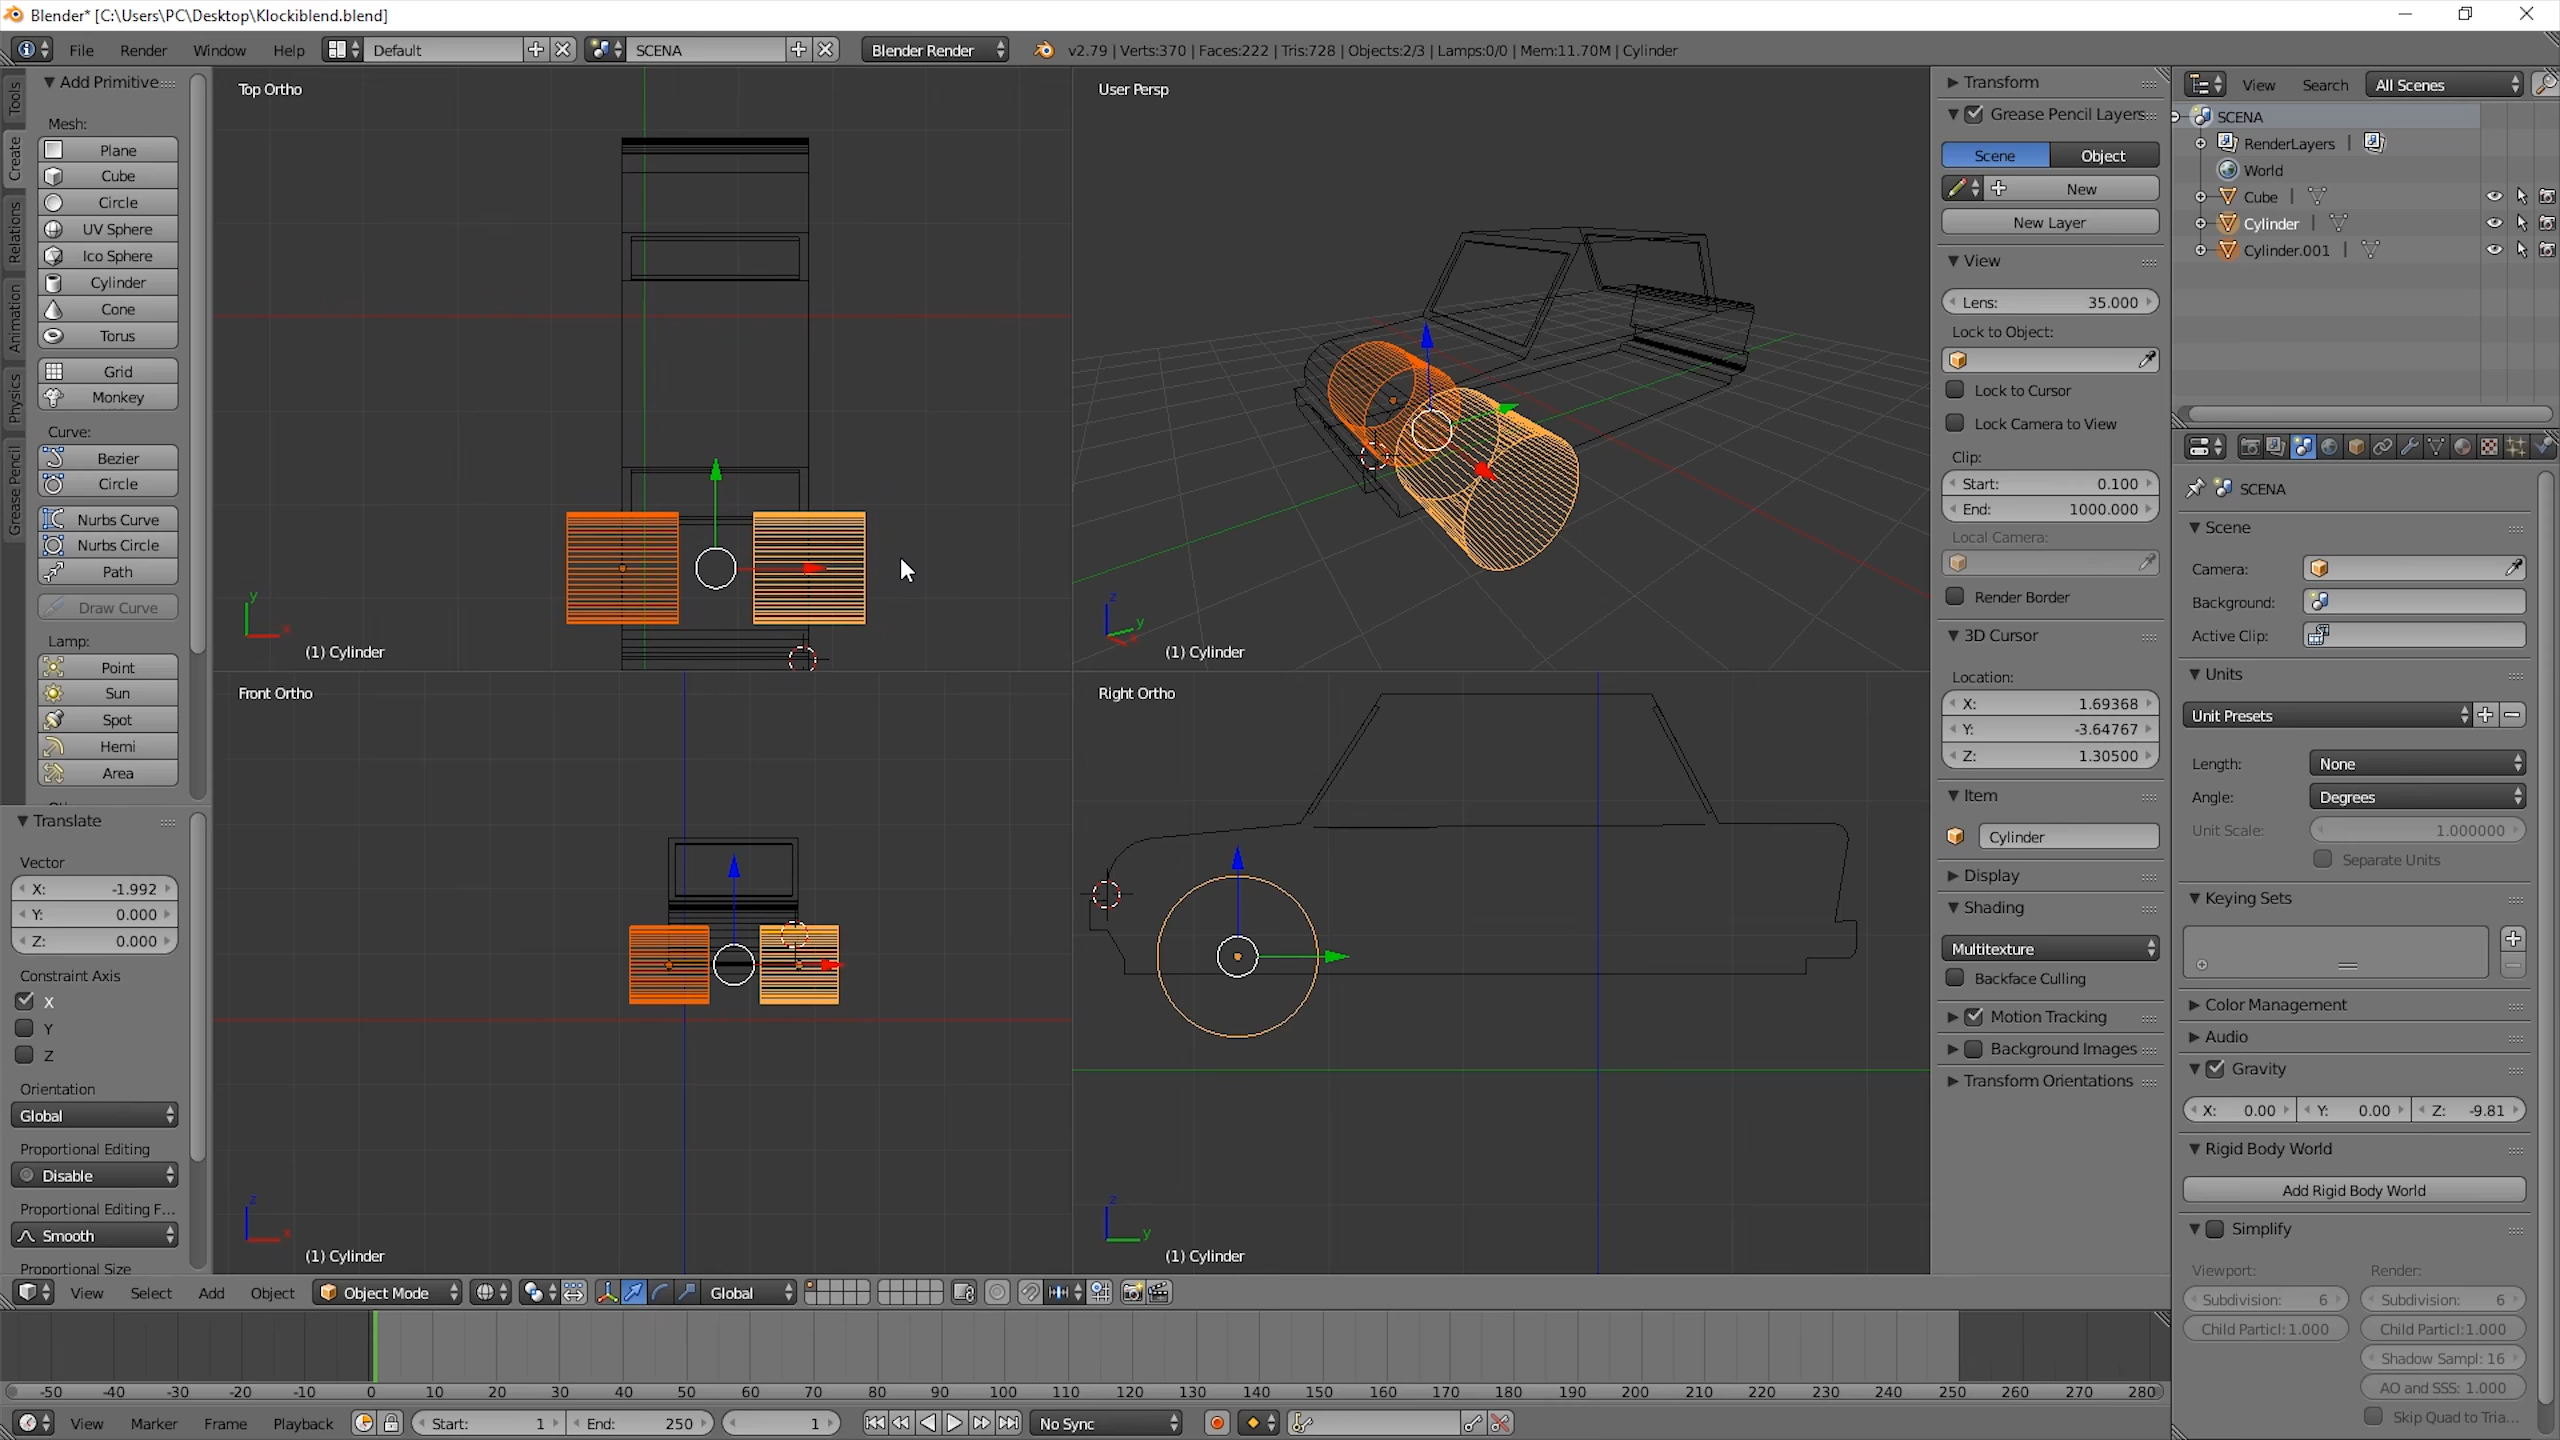 Blender* [C:\Users\PC\Desktop\Klockiblend.blend]
File Render Window Help Default SCENA Blender Render v2.79 | Verts:370 | Faces:222 | Tris:728 | Objects:2/3 | Lamps:0/0 | Mem:11.70M | Cylinder
Tools
Create
Relations
Animation
Physics
Grease Pencil
Add Primitive
Mesh:
Plane
Cube
Circle
UV Sphere
Ico Sphere
Cylinder
Cone
Torus
Grid
Monkey
Curve:
Bezier
Circle
Nurbs Curve
Nurbs Circle
Path
Draw Curve
Lamp:
Point
Sun
Spot
Hemi
Area
Translate
Vector
X: -1.992
Y: 0.000
Z: 0.000
Constraint Axis
X
Y
Z
Orientation
Global
Proportional Editing
Disable
Proportional Editing F...
Smooth
Proportional Size
Top Ortho
y
x
(1) Cylinder
User Persp
z
y
(1) Cylinder
Front Ortho
z
x
(1) Cylinder
Right Ortho
z
y
(1) Cylinder
Transform
Grease Pencil Layers
Scene Object
New
New Layer
View
Lens: 35.000
Lock to Object:
Lock to Cursor
Lock Camera to View
Clip:
Start: 0.100
End: 1000.000
Local Camera:
Render Border
3D Cursor
Location:
X: 1.69368
Y: -3.64767
Z: 1.30500
Item
Cylinder
Display
Shading
Multitexture
Backface Culling
Motion Tracking
Background Images
Transform Orientations
View Search All Scenes
SCENA
RenderLayers |
World
Cube |
Cylinder |
Cylinder.001 |
SCENA
Scene
Camera:
Background:
Active Clip:
Units
Unit Presets
Length: None
Angle: Degrees
Unit Scale: 1.000000
Separate Units
Keying Sets
Color Management
Audio
Gravity
X: 0.00 Y: 0.00 Z: -9.81
Rigid Body World
Add Rigid Body World
Simplify
Viewport: Render:
Subdivision: 6 Subdivision: 6
Child Particl: 1.000 Child Particl: 1.000
Shadow Sampl: 16
AO and SSS: 1.000
Skip Quad to Tria...
View Select Add Object Object Mode Global
-50 -40 -30 -20 -10 0 10 20 30 40 50 60 70 80 90 100 110 120 130 140 150 160 170 180 190 200 210 220 230 240 250 260 270 280
View Marker Frame Playback Start: 1 End: 250 1 No Sync